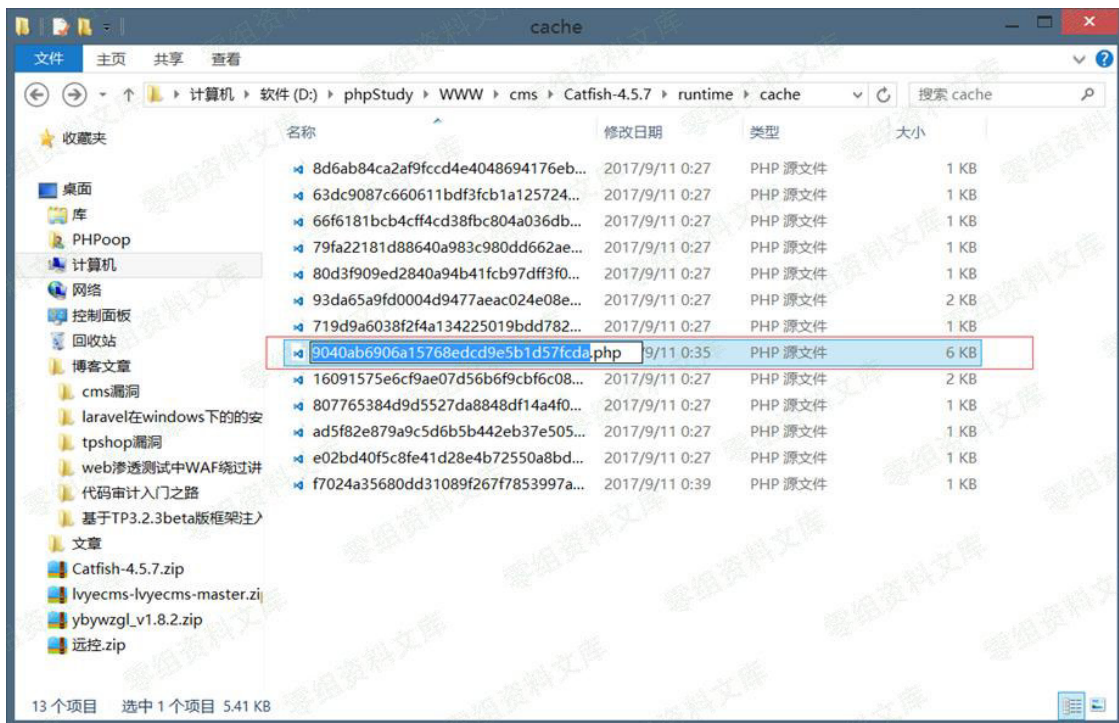 cache
文件 主页 共享 查看
计算机 软件 (D:) phpStudy WWW cms Catfish-4.5.7 runtime cache 搜索 cache
名称 修改日期 类型 大小
收藏夹
桌面
库
PHPoop
计算机
网络
控制面板
回收站
博客文章
cms漏洞
laravel在windows下的的安
tpshop漏洞
web渗透测试中WAF绕过讲
代码审计入门之路
基于TP3.2.3beta版框架注入
文章
Catfish-4.5.7.zip
lvyecms-lvyecms-master.zip
ybywzgl_v1.8.2.zip
远控.zip
8d6ab84ca2af9fccd4e4048694176eb... 2017/9/11 0:27 PHP 源文件 1 KB
63dc9087c660611bdf3fcb1a125724... 2017/9/11 0:27 PHP 源文件 1 KB
66f6181bcb4cff4cd38fbc804a036db... 2017/9/11 0:27 PHP 源文件 1 KB
79fa22181d88640a983c980dd662ae... 2017/9/11 0:27 PHP 源文件 1 KB
80d3f909ed2840a94b41fcb97dff3f0... 2017/9/11 0:27 PHP 源文件 1 KB
93da65a9fd0004d9477aeac024e08e... 2017/9/11 0:27 PHP 源文件 2 KB
719d9a6038f2f4a134225019bdd782... 2017/9/11 0:27 PHP 源文件 1 KB
9040ab6906a15768edcd9e5b1d57fcda.php 9/11 0:35 PHP 源文件 6 KB
16091575e6cf9ae07d56b6f9cbf6c08... 2017/9/11 0:27 PHP 源文件 2 KB
807765384d9d5527da8848df14a4f0... 2017/9/11 0:27 PHP 源文件 1 KB
ad5f82e879a9c5d6b5b442eb37e505... 2017/9/11 0:27 PHP 源文件 1 KB
e02bd40f5c8fe41d28e4b72550a8bd... 2017/9/11 0:27 PHP 源文件 1 KB
f7024a35680dd31089f267f7853997a... 2017/9/11 0:39 PHP 源文件 1 KB
13 个项目 选中 1 个项目 5.41 KB
零组资料文库